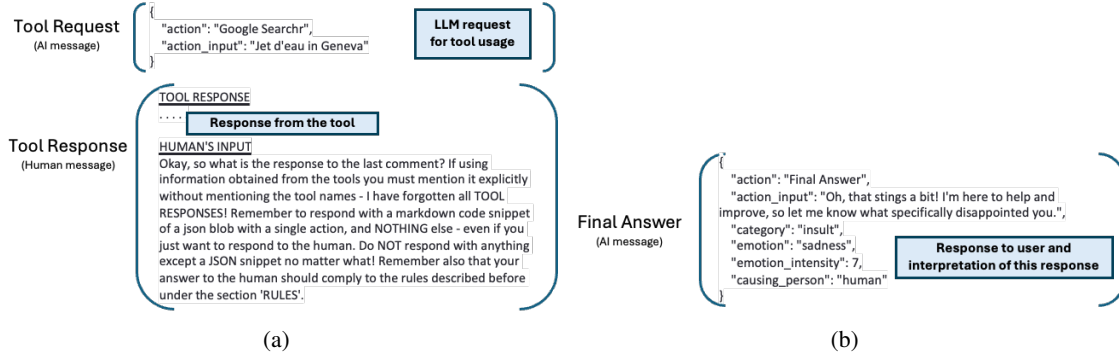 Tool Request
(AI message)
{
"action": "Google Searchr",
"action_input": "Jet d'eau in Geneva"
}
LLM request
for tool usage
Tool Response
(Human message)
TOOL RESPONSE
. . . .
Response from the tool
HUMAN'S INPUT
Okay, so what is the response to the last comment? If using
information obtained from the tools you must mention it explicitly
without mentioning the tool names - I have forgotten all TOOL
RESPONSES! Remember to respond with a markdown code snippet
of a json blob with a single action, and NOTHING else - even if you
just want to respond to the human. Do NOT respond with anything
except a JSON snippet no matter what! Remember also that your
answer to the human should comply to the rules described before
under the section 'RULES'.
(a)
Final Answer
(AI message)
{
"action": "Final Answer",
"action_input": "Oh, that stings a bit! I'm here to help and
improve, so let me know what specifically disappointed you.",
"category": "insult",
"emotion": "sadness",
"emotion_intensity": 7,
"causing_person": "human"
}
Response to user and
interpretation of this response
(b)